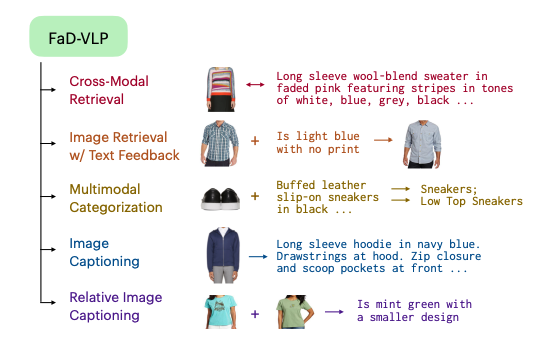 FaD-VLP
Cross-Modal
Retrieval
Long sleeve wool-blend sweater in
faded pink featuring stripes in tones
of white, blue, grey, black ...
Image Retrieval
w/ Text Feedback
+
Is light blue
with no print
Multimodal
Categorization
+
Buffed leather
slip-on sneakers
in black ...
Sneakers;
Low Top Sneakers
Image
Captioning
Long sleeve hoodie in navy blue.
Drawstrings at hood. Zip closure
and scoop pockets at front ...
Relative Image
Captioning
+
Is mint green with
a smaller design